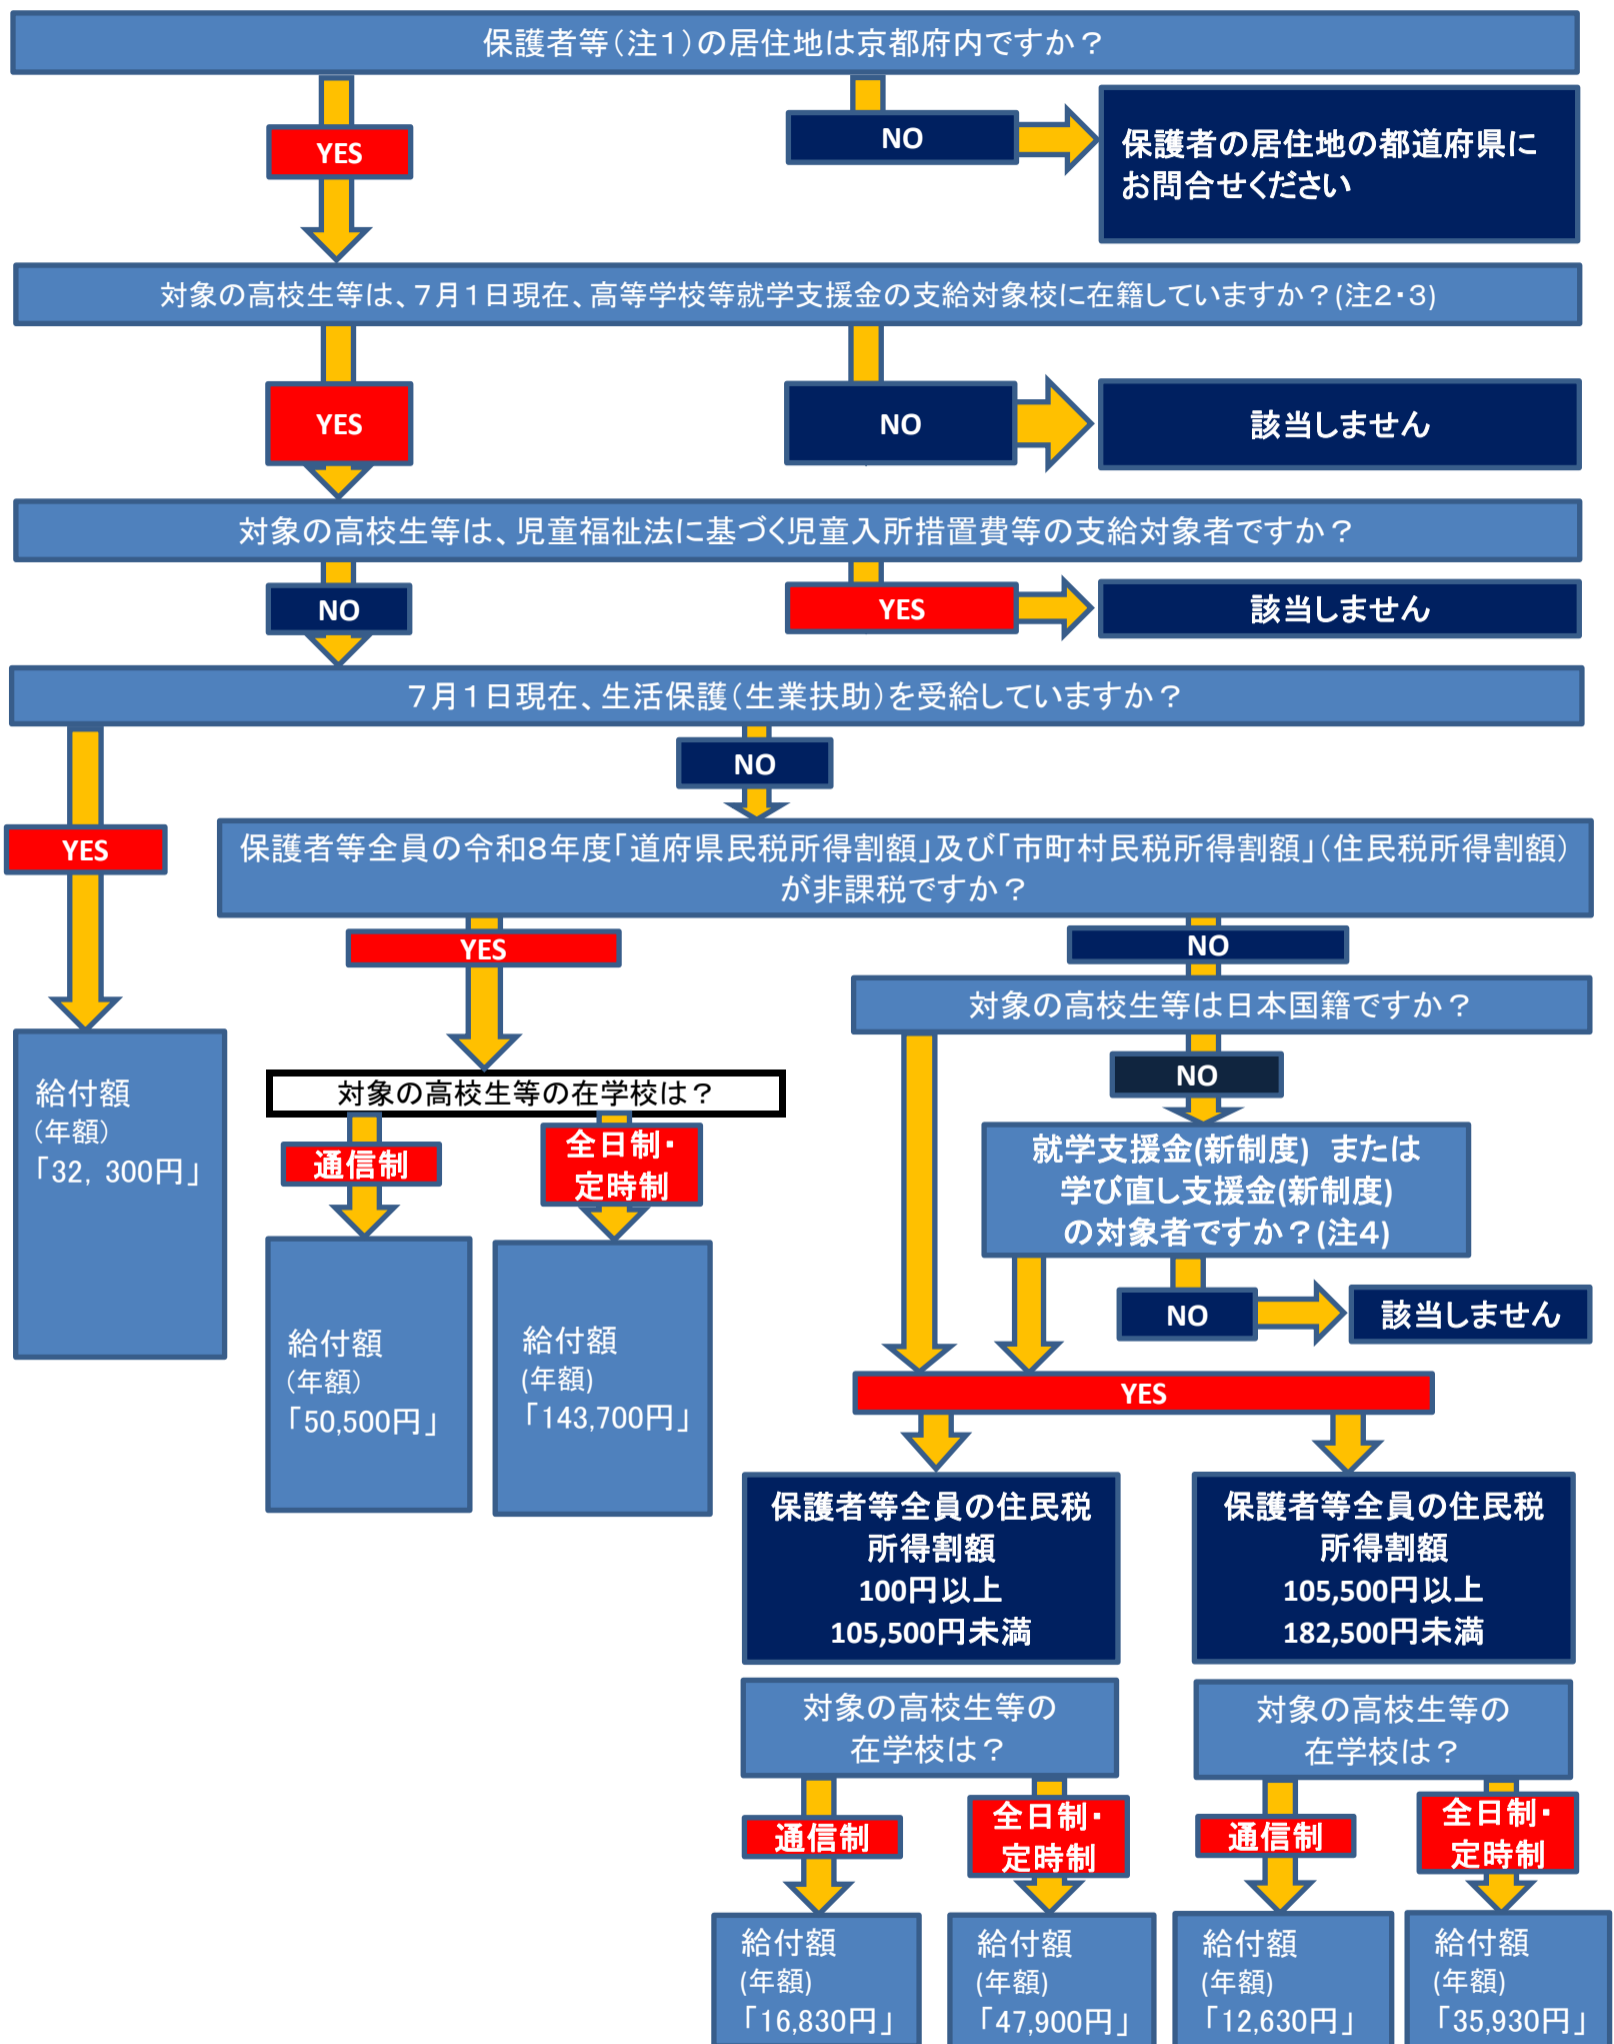 保護者等（注１）の居住地は京都府内ですか？
YES
NO
保護者の居住地の都道府県に
お問合せください
対象の高校生等は、７月１日現在、高等学校等就学支援金の支給対象校に在籍していますか？(注２・３)
YES
NO
該当しません
対象の高校生等は、児童福祉法に基づく児童入所措置費等の支給対象者ですか？
NO
YES
該当しません
７月１日現在、生活保護（生業扶助）を受給していますか？
NO
YES
保護者等全員の令和８年度「道府県民税所得割額」及び「市町村民税所得割額」（住民税所得割額）
が非課税ですか？
YES
NO
対象の高校生等は日本国籍ですか？
NO
給付額
（年額）
「32，300円」
対象の高校生等の在学校は？
通信制
全日制・
定時制
就学支援金(新制度)　または
学び直し支援金(新制度)
の対象者ですか？(注４)
NO
該当しません
給付額
（年額）
「50,500円」
給付額
(年額)
「143,700円」
YES
保護者等全員の住民税
所得割額
100円以上
105,500円未満
保護者等全員の住民税
所得割額
105,500円以上
182,500円未満
対象の高校生等の
在学校は？
対象の高校生等の
在学校は？
通信制
全日制・
定時制
通信制
全日制・
定時制
給付額
(年額)
「16,830円」
給付額
(年額)
「47,900円」
給付額
(年額)
「12,630円」
給付額
(年額)
「35,930円」